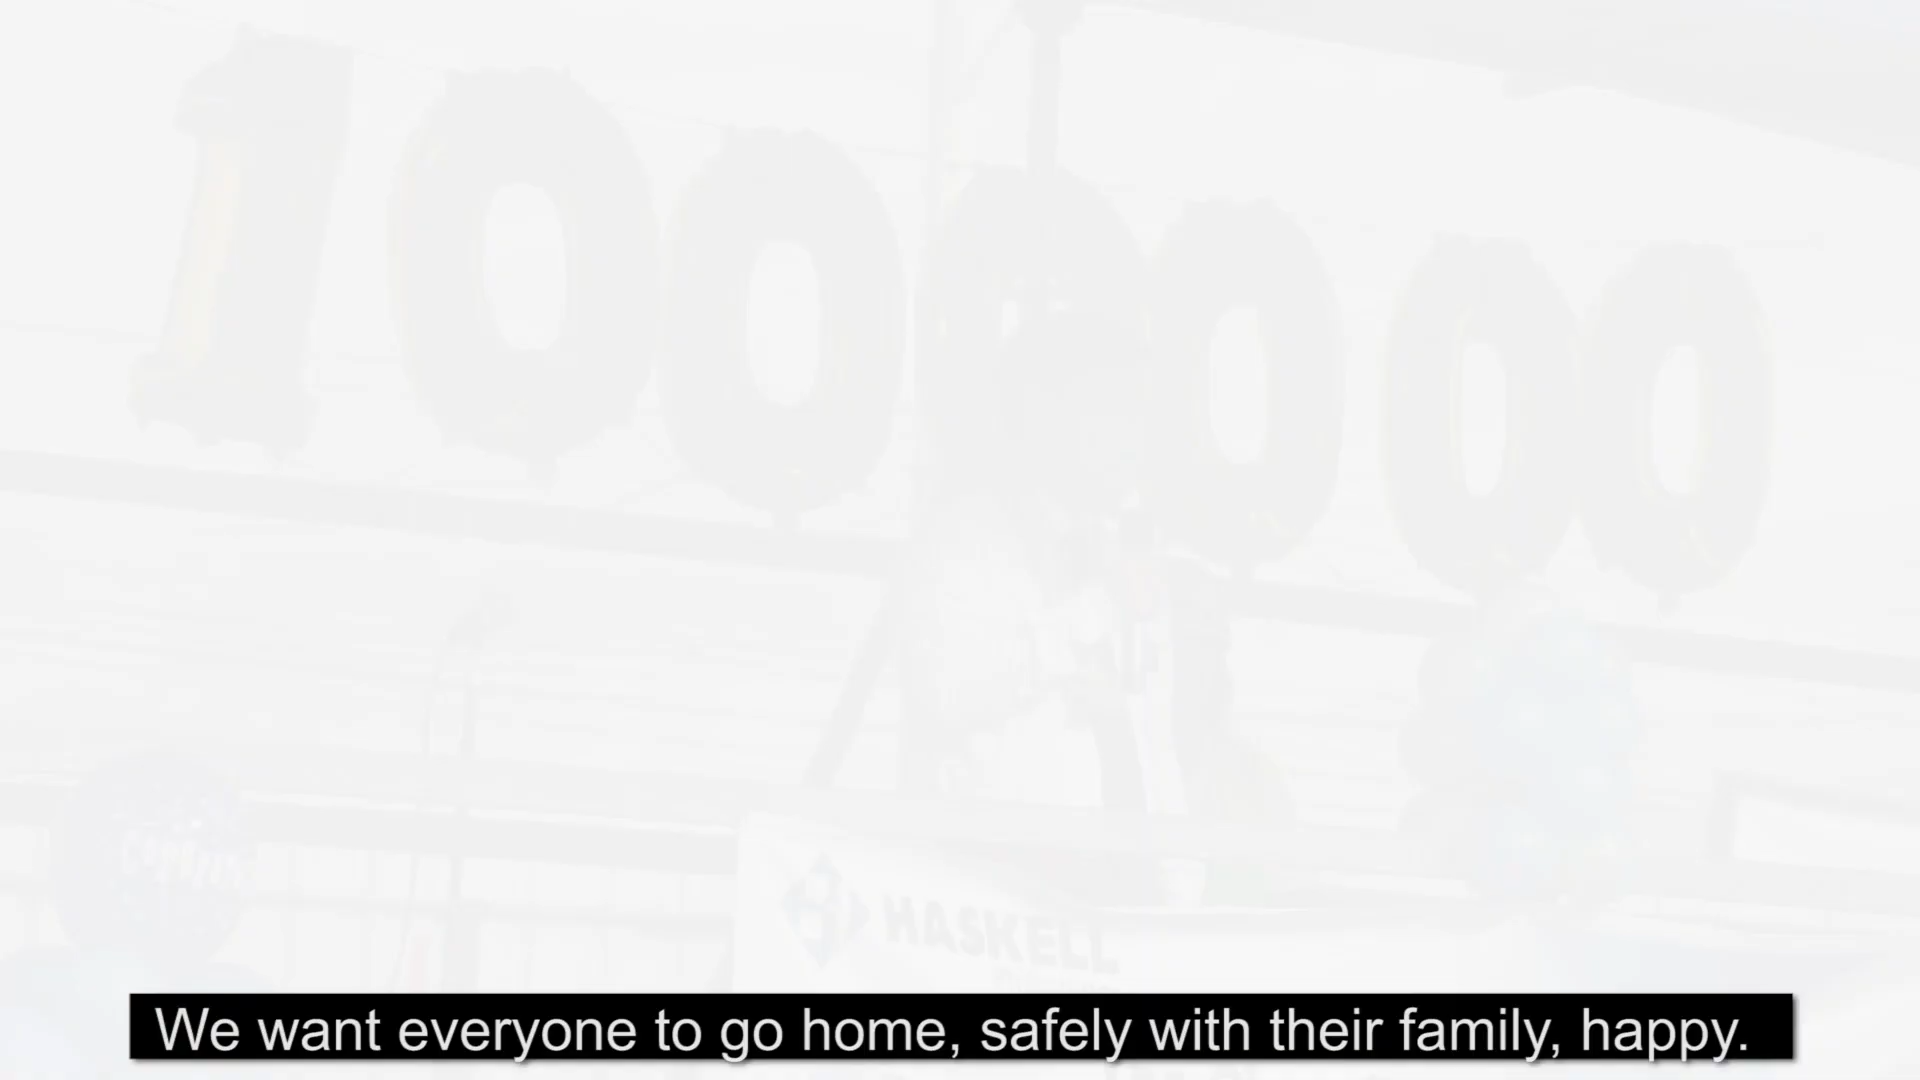 1000000
HASKELL
We want everyone to go home, safely with their family, happy.